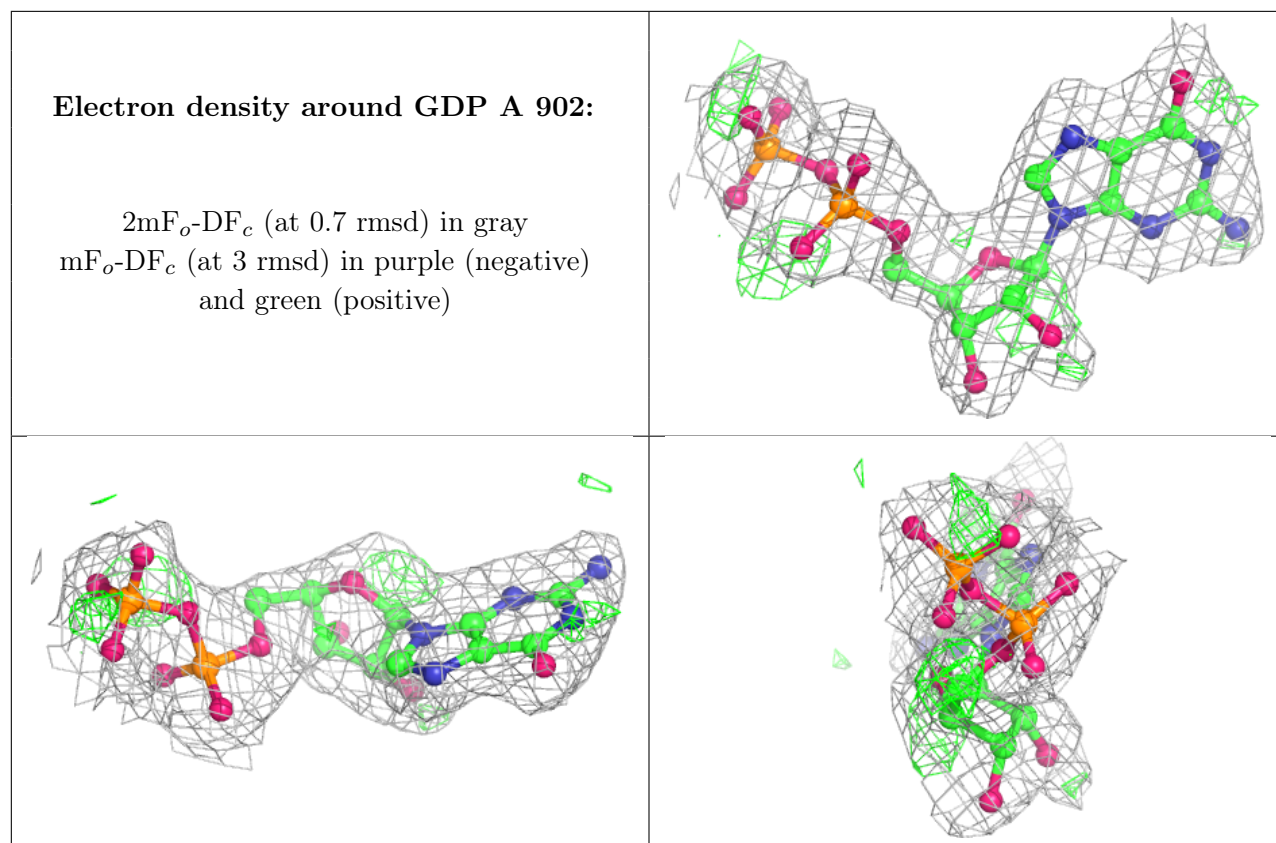 Electron density around GDP A 902:
2mFo-DFc (at 0.7 rmsd) in gray
mFo-DFc (at 3 rmsd) in purple (negative)
and green (positive)